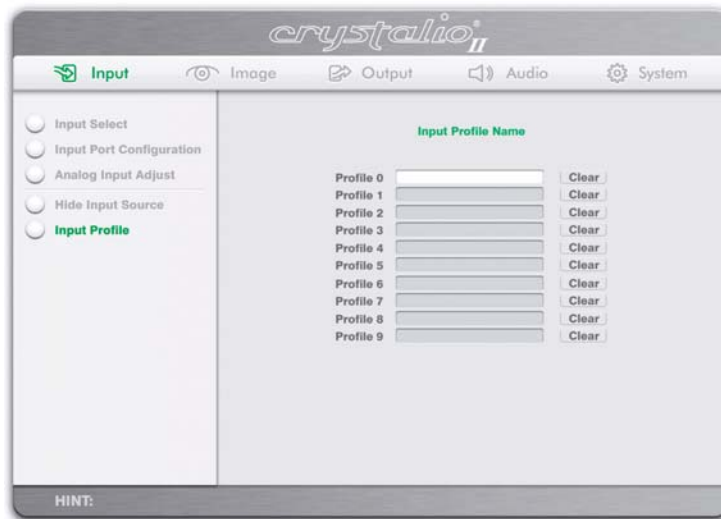 crystalio II
Input Image Output Audio System
Input Select
Input Port Configuration
Analog Input Adjust
Hide Input Source
Input Profile
Input Profile Name
Profile 0 Clear
Profile 1 Clear
Profile 2 Clear
Profile 3 Clear
Profile 4 Clear
Profile 5 Clear
Profile 6 Clear
Profile 7 Clear
Profile 8 Clear
Profile 9 Clear
HINT: